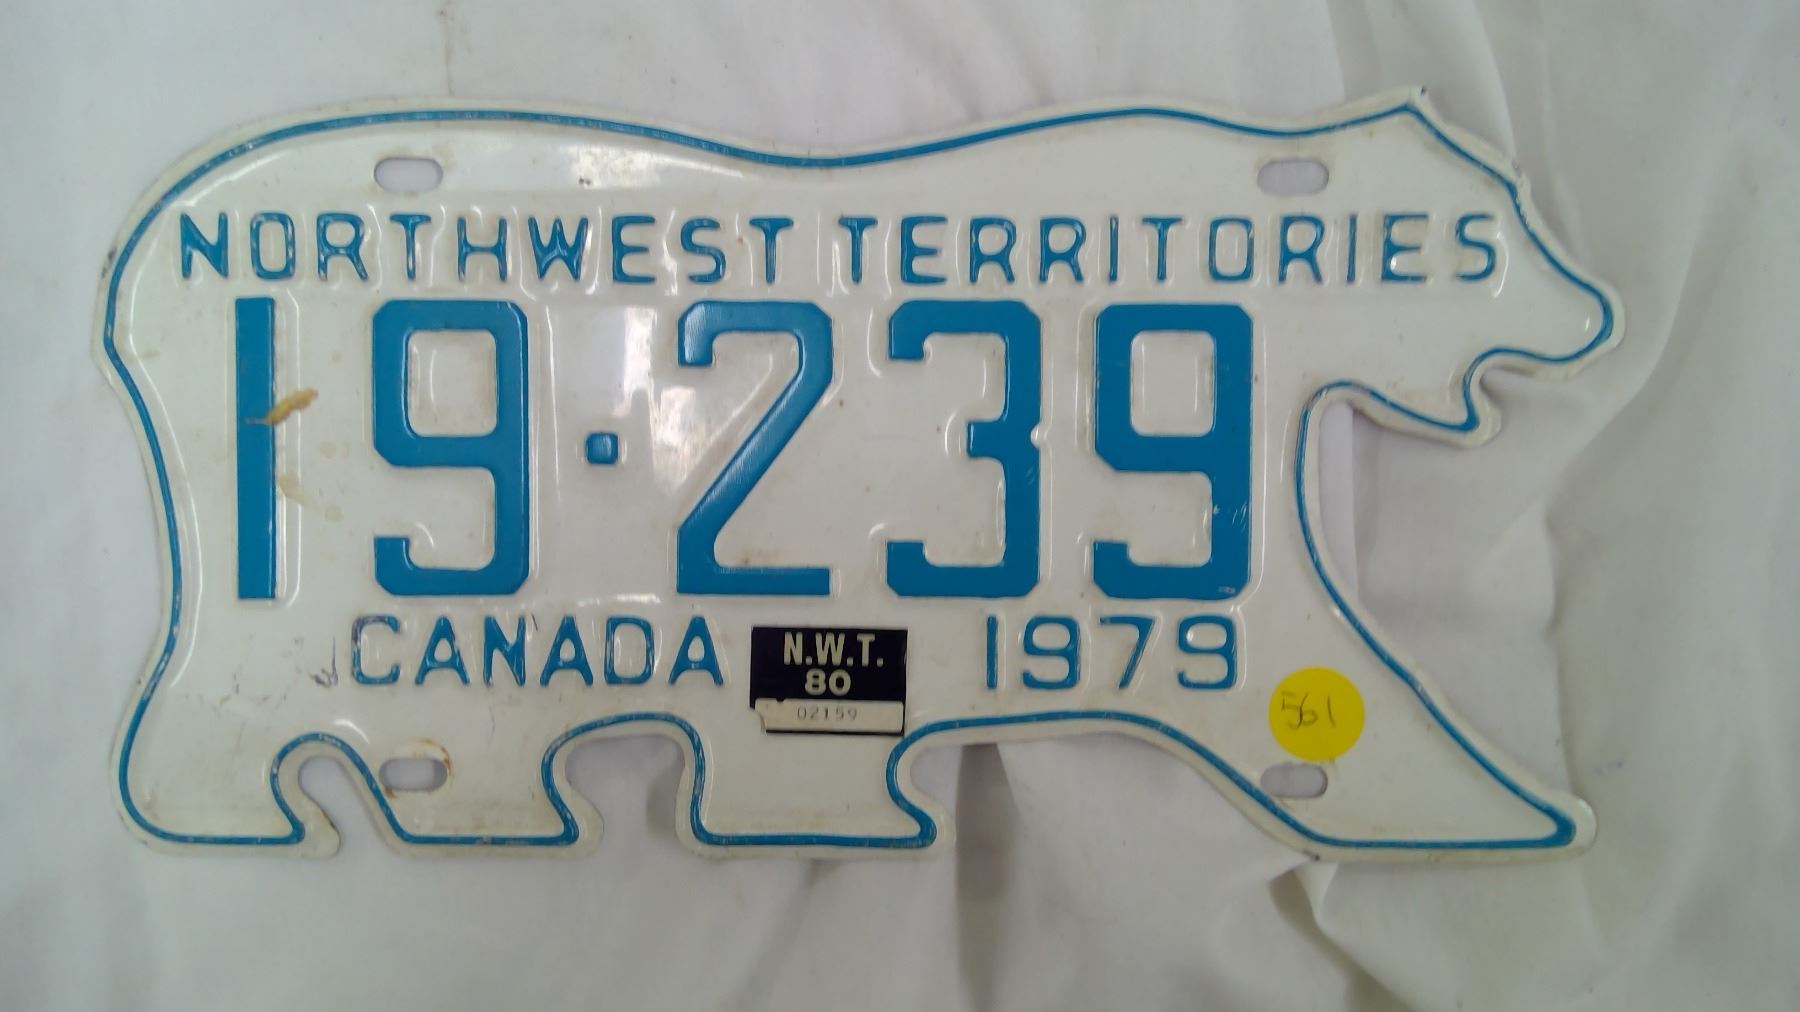 NORTHWEST TERRITORIES
19·239
CANADA 1979
N.W.T.
80
02159
561